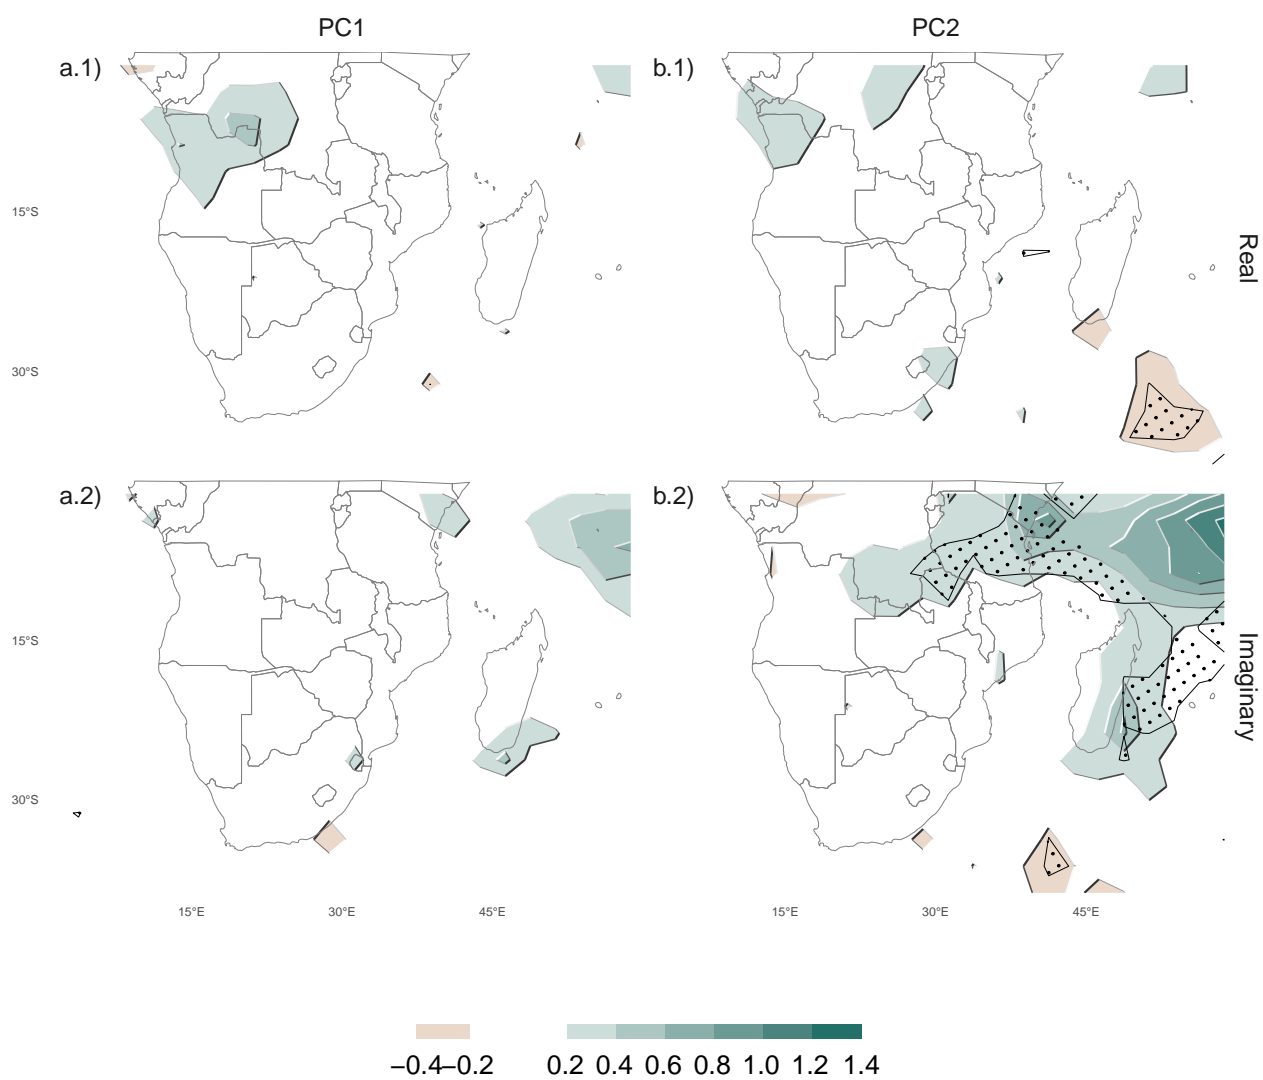 PC1 PC2
a.1) b.1)
15°S
Real
30°S
a.2) b.2)
15°S
Imaginary
30°S
15°E 30°E 45°E 15°E 30°E 45°E
−0.4−0.2 0.2 0.4 0.6 0.8 1.0 1.2 1.4